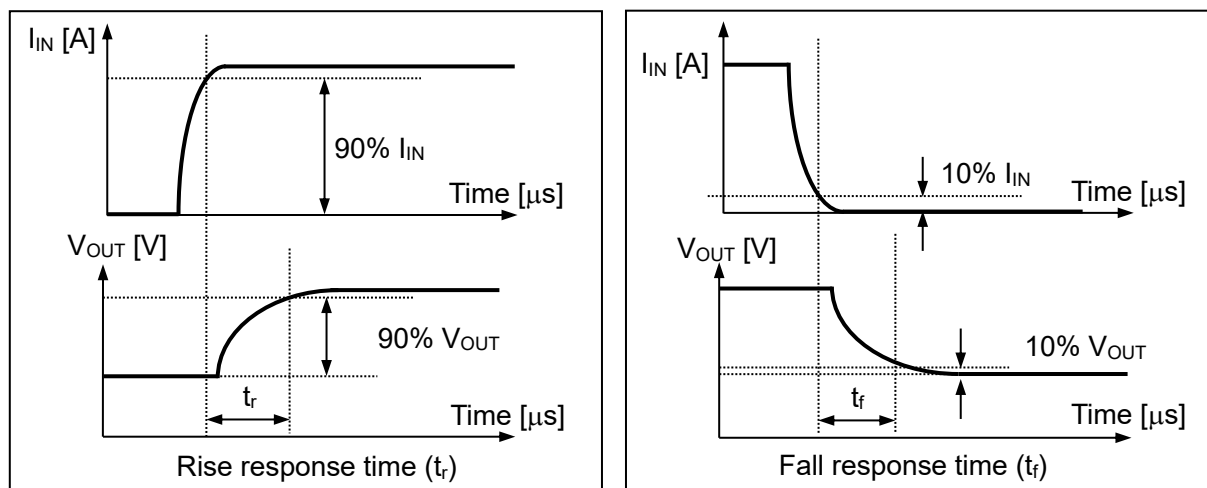 I_IN [A]
90% I_IN
Time [μs]
V_OUT [V]
90% V_OUT
t_r
Time [μs]
Rise response time (t_r)
I_IN [A]
10% I_IN
Time [μs]
V_OUT [V]
10% V_OUT
t_f
Time [μs]
Fall response time (t_f)